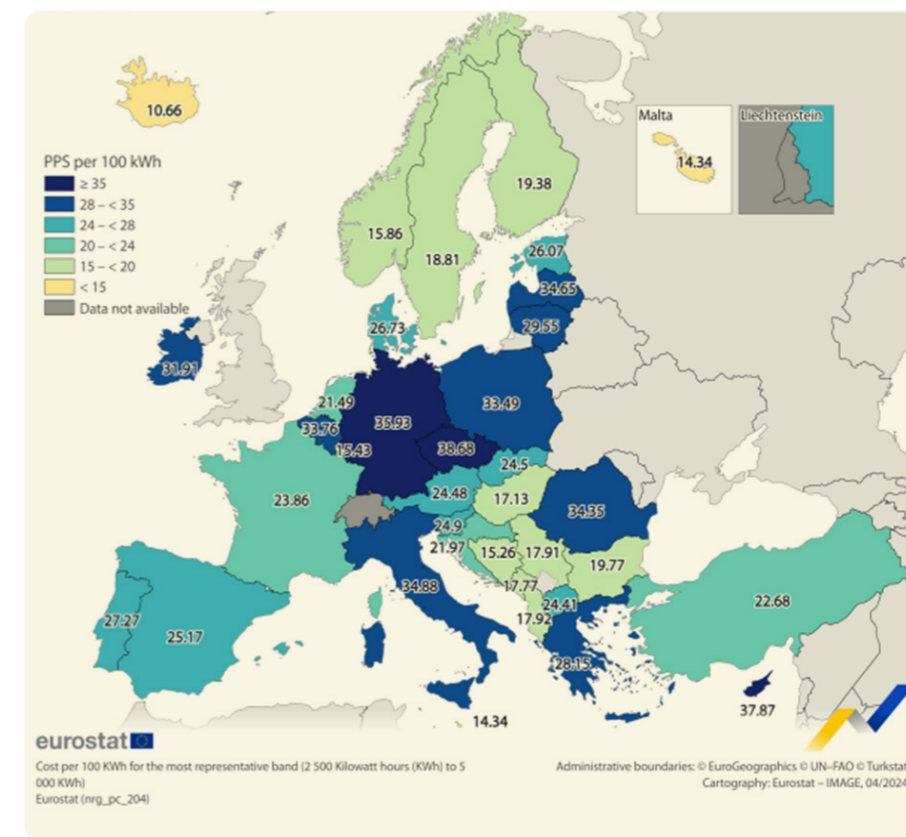 10.66
PPS per 100 kWh
≥ 35
28 – < 35
24 – < 28
20 – < 24
15 – < 20
< 15
Data not available
Malta
14.34
Liechtenstein
19.38
15.86
18.81
26.07
34.65
29.55
26.73
31.91
21.49
35.93
33.49
33.76
15.43
38.68
24.5
23.86
24.48
17.13
34.35
24.9
21.97
15.26
17.91
19.77
34.88
17.77
24.41
17.92
22.68
27.27
25.17
28.15
14.34
37.87
eurostat
Cost per 100 KWh for the most representative band (2 500 Kilowatt hours (KWh) to 5
000 KWh)
Eurostat (nrg_pc_204)
Administrative boundaries: © EuroGeographics © UN–FAO © Turkstat
Cartography: Eurostat – IMAGE, 04/2024